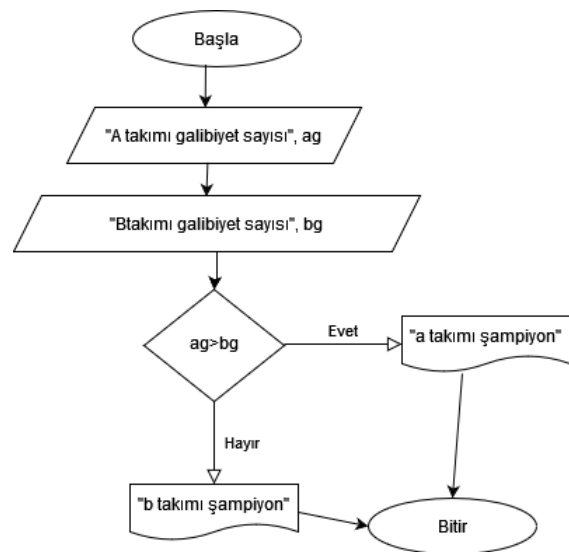 Başla
"A takımı galibiyet sayısı", ag
"Btakımı galibiyet sayısı", bg
ag>bg
Evet
"a takımı şampiyon"
Hayır
"b takımı şampiyon"
Bitir